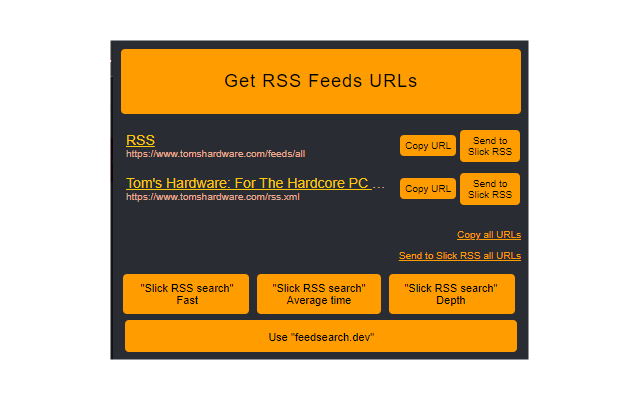 Get RSS Feeds URLs
RSS
https://www.tomshardware.com/feeds/all
Copy URL
Send to
Slick RSS
Tom's Hardware: For The Hardcore PC ...
https://www.tomshardware.com/rss.xml
Copy URL
Send to
Slick RSS
Copy all URLs
Send to Slick RSS all URLs
"Slick RSS search"
Fast
"Slick RSS search"
Average time
"Slick RSS search"
Depth
Use "feedsearch.dev"